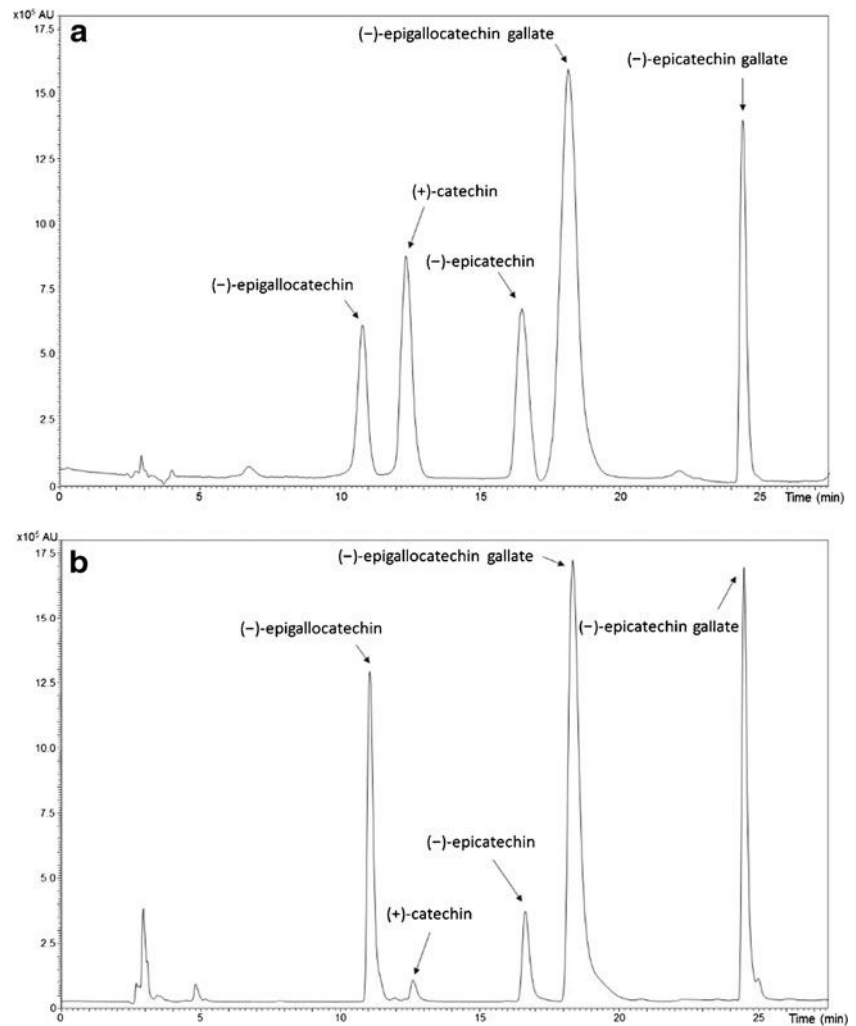 x10⁵ AU
a
17.5
15.0
12.5
10.0
7.5
5.0
2.5
0
(−)-epigallocatechin gallate
(−)-epicatechin gallate
(+)-catechin
(−)-epicatechin
(−)-epigallocatechin
0 5 10 15 20 25
Time (min)
x10⁵ AU
b
17.5
15.0
12.5
10.0
7.5
5.0
2.5
0
(−)-epigallocatechin gallate
(−)-epigallocatechin
(−)-epicatechin gallate
(−)-epicatechin
(+)-catechin
0 5 10 15 20 25
Time (min)